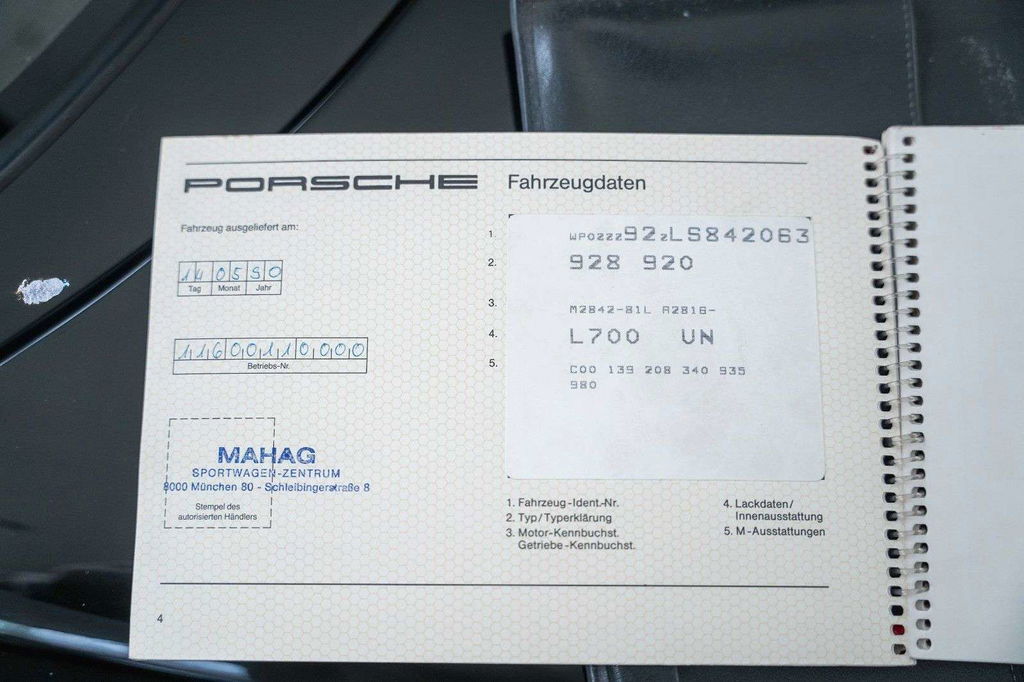 PORSCHE Fahrzeugdaten
Fahrzeug ausgeliefert am:
14 05 90
Tag Monat Jahr
1160010000
Betriebs-Nr.
MAHAG
SPORTWAGEN-ZENTRUM
8000 München 80 - Schleibingerstraße 8
Stempel des
autorisierten Händlers
1. WP0ZZZ92ZLS842063
2. 928 920
3. M2842-81L A2816-
4. L700 UN
5. C00 139 208 340 935
980
1. Fahrzeug-Ident.-Nr.
2. Typ/Typerklärung
3. Motor-Kennbuchst.
Getriebe-Kennbuchst.
4. Lackdaten/
Innenausstattung
5. M-Ausstattungen
4